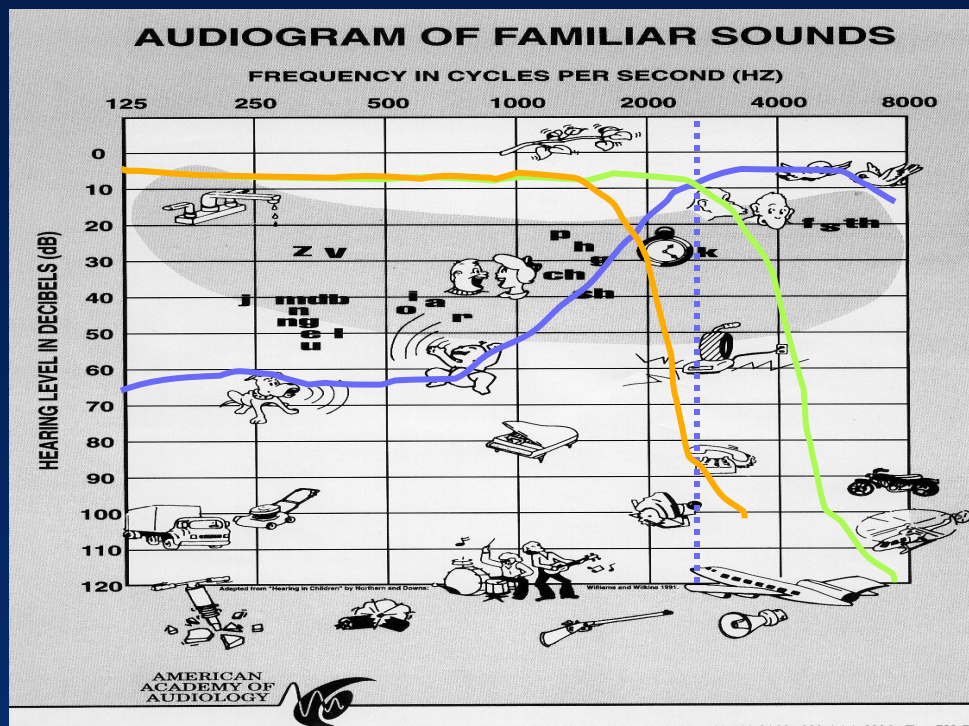 AUDIOGRAM OF FAMILIAR SOUNDS
FREQUENCY IN CYCLES PER SECOND (HZ)
125 250 500 1000 2000 4000 8000
HEARING LEVEL IN DECIBELS (dB)
0
10
20
f s th
p
30
z v
h
g
k
ch
40
j mdb
i a
sh
n
o
r
ng
50
e l
u
60
70
80
90
100
110
120
Adapted from "Hearing in Children" by Northern and Downs: Williams and Wilkins 1991.
AMERICAN
ACADEMY OF
AUDIOLOGY